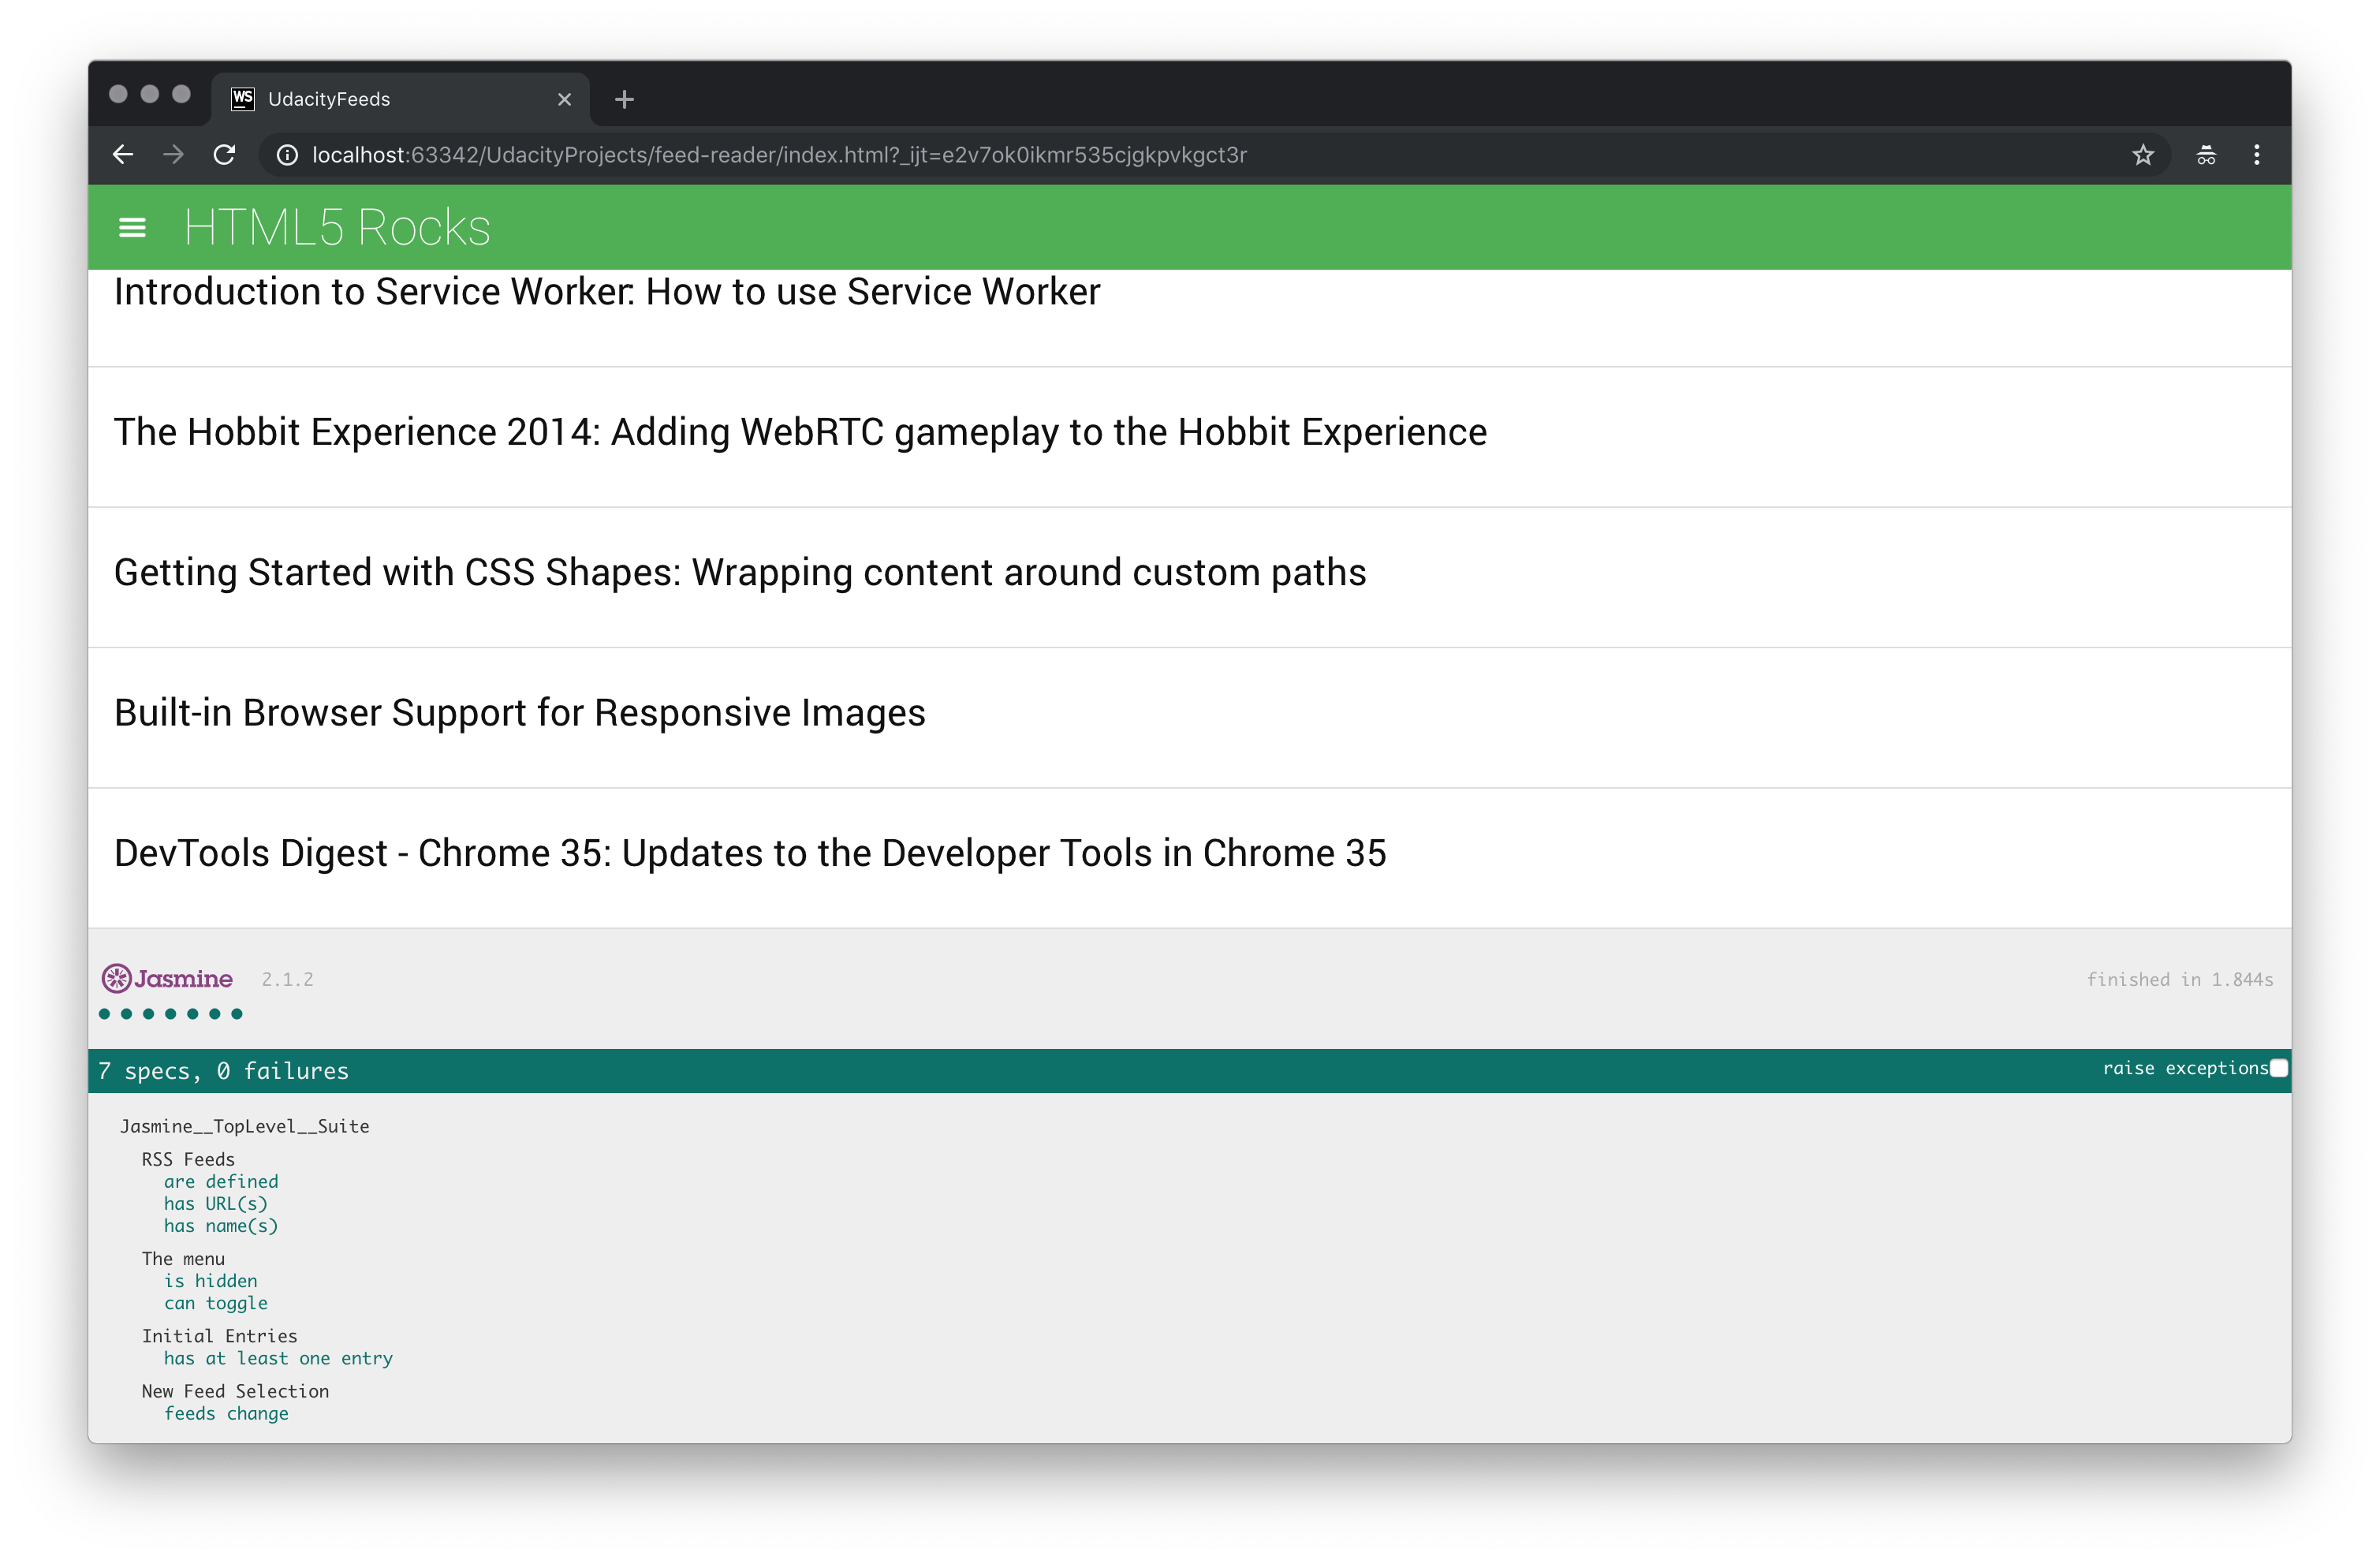 WS UdacityFeeds
localhost:63342/UdacityProjects/feed-reader/index.html?_ijt=e2v7ok0ikmr535cjgkpvkgct3r
HTML5 Rocks
Introduction to Service Worker: How to use Service Worker
The Hobbit Experience 2014: Adding WebRTC gameplay to the Hobbit Experience
Getting Started with CSS Shapes: Wrapping content around custom paths
Built-in Browser Support for Responsive Images
DevTools Digest - Chrome 35: Updates to the Developer Tools in Chrome 35
Jasmine 2.1.2 finished in 1.844s
7 specs, 0 failures raise exceptions
Jasmine__TopLevel__Suite
RSS Feeds
are defined
has URL(s)
has name(s)
The menu
is hidden
can toggle
Initial Entries
has at least one entry
New Feed Selection
feeds change